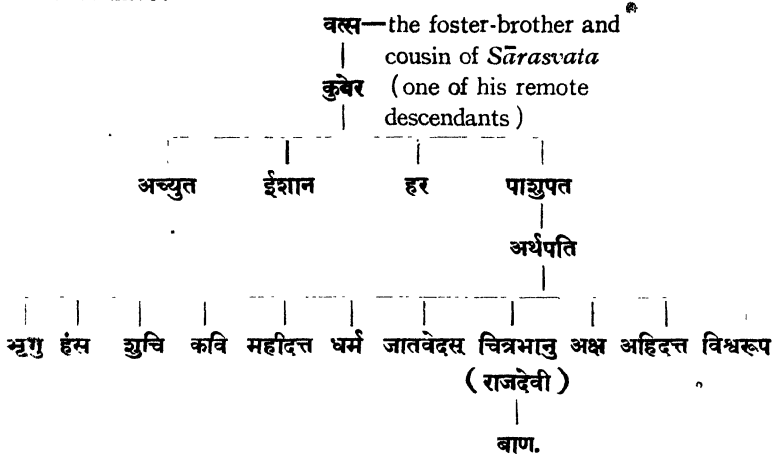 वत्स—the foster-brother and
cousin of Sārasvata
कुवेर (one of his remote
descendants)
अच्युत ईशान हर पाशुपत
अर्थपति
भृगु हंस शुचि कवि महीदत्त धर्म जातवेदस् चित्रभानु अक्ष अहिदत्त विश्वरूप
(राजदेवी)
बाण.